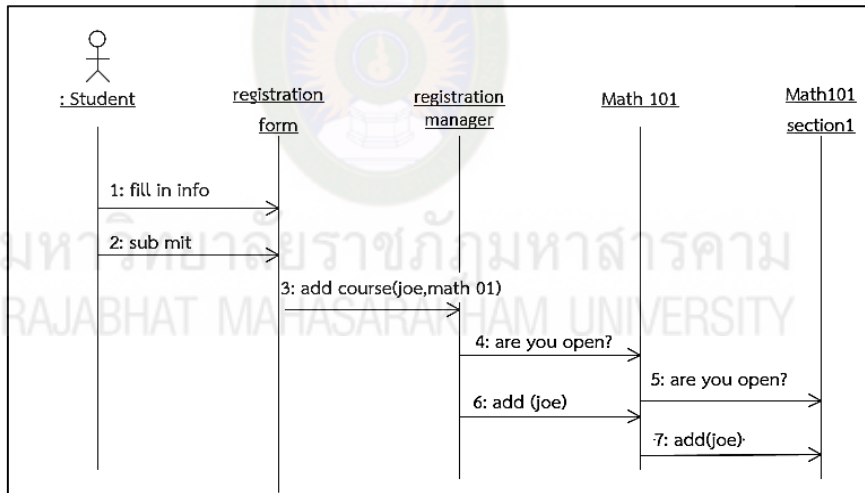 : Student
registration
form
registration
manager
Math 101
Math101
section1
1: fill in info
2: sub mit
3: add course(joe,math 01)
4: are you open?
5: are you open?
6: add (joe)
7: add(joe)
มหาวิทยาลัยราชภัฏมหาสารคาม
RAJABHAT MAHASARAKHAM UNIVERSITY